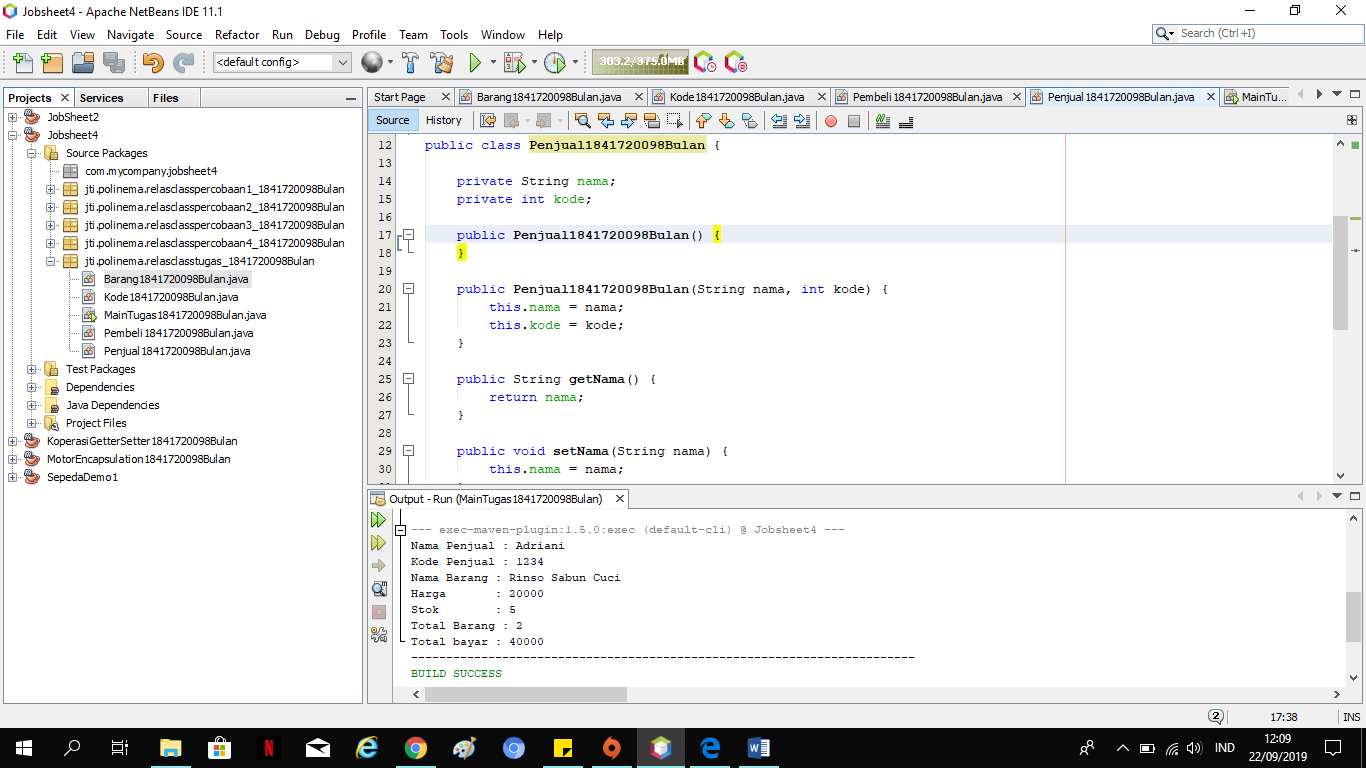 Jobsheet4 - Apache NetBeans IDE 11.1
File Edit View Navigate Source Refactor Run Debug Profile Team Tools Window Help
Search (Ctrl+I)
<default config>
303.2/375.0MB
Projects Services Files
JobSheet2
Jobsheet4
Source Packages
com.mycompany.jobsheet4
jti.polinema.relasclasspercobaan1_1841720098Bulan
jti.polinema.relasclasspercobaan2_1841720098Bulan
jti.polinema.relasclasspercobaan3_1841720098Bulan
jti.polinema.relasclasspercobaan4_1841720098Bulan
jti.polinema.relasclasstugas_1841720098Bulan
Barang1841720098Bulan.java
Kode1841720098Bulan.java
MainTugas1841720098Bulan.java
Pembeli1841720098Bulan.java
Penjual1841720098Bulan.java
Test Packages
Dependencies
Java Dependencies
Project Files
KoperasiGetterSetter1841720098Bulan
MotorEncapsulation1841720098Bulan
SepedaDemo1
Start Page Barang1841720098Bulan.java Kode1841720098Bulan.java Pembeli1841720098Bulan.java Penjual1841720098Bulan.java MainTu...
Source History
12 public class Penjual1841720098Bulan {
13
14 private String nama;
15 private int kode;
16
17 public Penjual1841720098Bulan() {
18 }
19
20 public Penjual1841720098Bulan(String nama, int kode) {
21 this.nama = nama;
22 this.kode = kode;
23 }
24
25 public String getNama() {
26 return nama;
27 }
28
29 public void setNama(String nama) {
30 this.nama = nama;
Output - Run (MainTugas1841720098Bulan)
--- exec-maven-plugin:1.5.0:exec (default-cli) @ Jobsheet4 ---
Nama Penjual : Adriani
Kode Penjual : 1234
Nama Barang : Rinso Sabun Cuci
Harga : 20000
Stok : 5
Total Barang : 2
Total bayar : 40000
------------------------------------------------------------------------
BUILD SUCCESS
2
17:38
INS
IND
12:09
22/09/2019